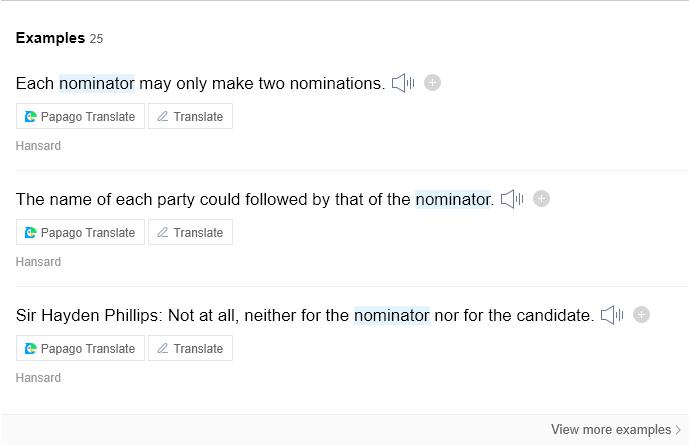 Examples 25
Each nominator may only make two nominations.
Papago Translate Translate
Hansard
The name of each party could followed by that of the nominator.
Papago Translate Translate
Hansard
Sir Hayden Phillips: Not at all, neither for the nominator nor for the candidate.
Papago Translate Translate
Hansard
View more examples